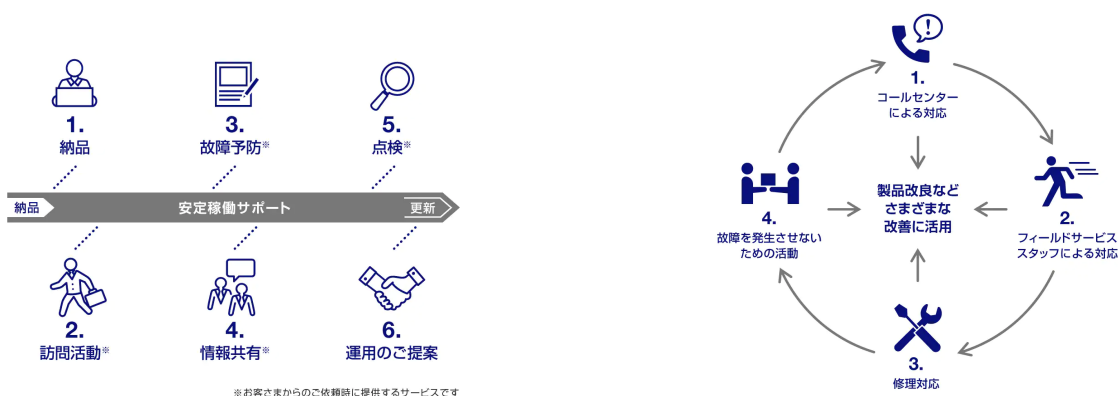 1.
納品
3.
故障予防※
5.
点検※
納品
安定稼働サポート
更新
2.
訪問活動※
4.
情報共有※
6.
運用のご提案
※お客さまからのご依頼時に提供するサービスです
1.
コールセンター
による対応
2.
フィールドサービス
スタッフによる対応
3.
修理対応
4.
故障を発生させない
ための活動
製品改良など
さまざまな
改善に活用